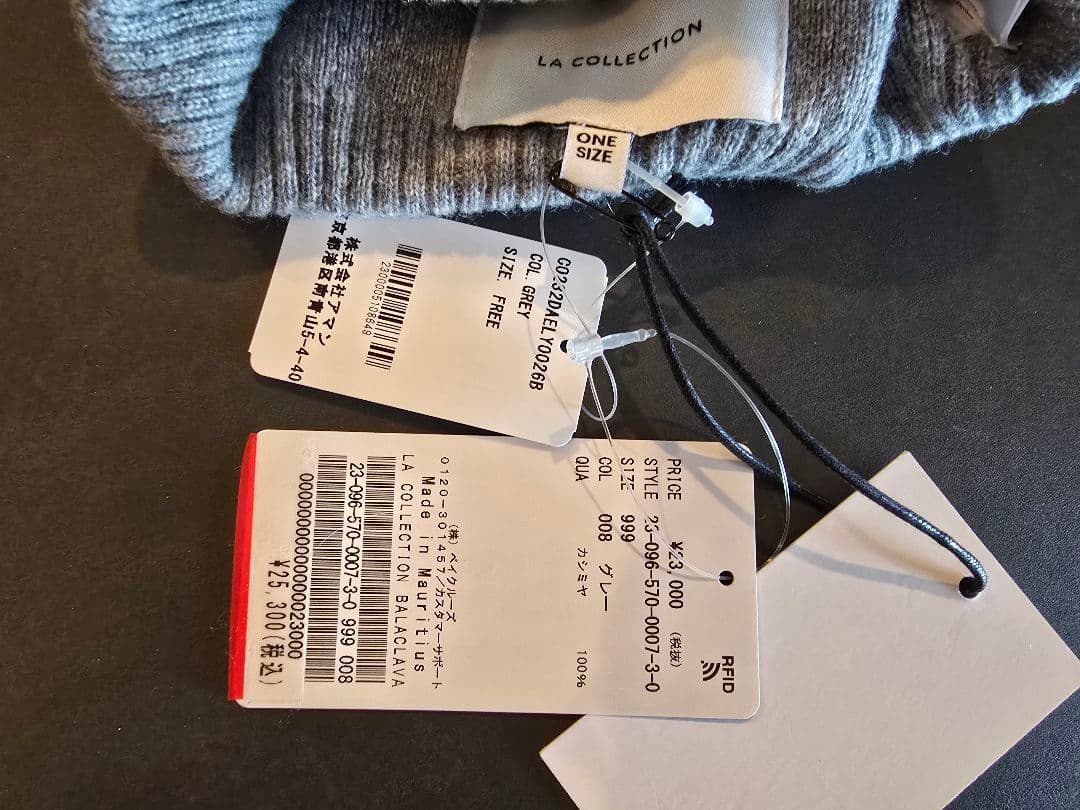 LA COLLECTION
ONE
SIZE
CO232DAELY0026B
COL. GREY
SIZE. FREE
2300005108648
株式会社アマン
京都港区南青山5-4-40
RFID
PRICE ¥23,000 (税抜)
STYLE 23-096-570-0007-3-0
SIZE 999
COL 008 グレー
QUA カシミヤ 100%
(株)ベイクルーズ
0120-301457/カスタマーサポート
Made in Mauritius
LA COLLECTION BALACLAVA
23-096-570-0007-3-0 999 008
¥25,300(税込)